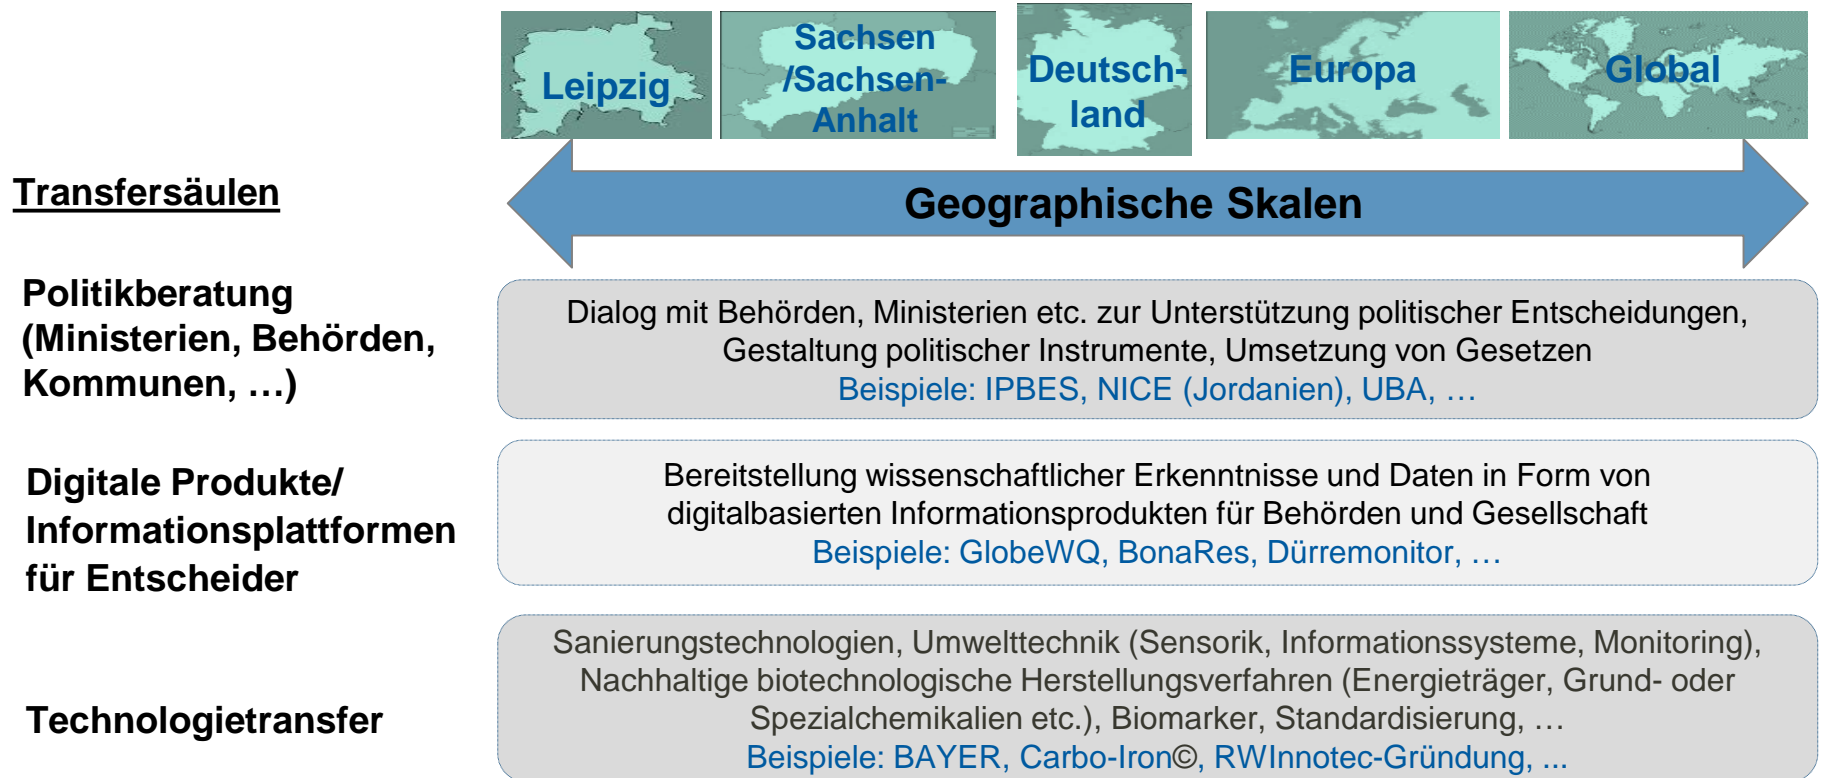 Leipzig
Sachsen
/Sachsen-
Anhalt
Deutsch-
land
Europa
Global
Transfersäulen
Geographische Skalen
Politikberatung
(Ministerien, Behörden,
Kommunen, …)
Dialog mit Behörden, Ministerien etc. zur Unterstützung politischer Entscheidungen,
Gestaltung politischer Instrumente, Umsetzung von Gesetzen
Beispiele: IPBES, NICE (Jordanien), UBA, …
Digitale Produkte/
Informationsplattformen
für Entscheider
Bereitstellung wissenschaftlicher Erkenntnisse und Daten in Form von
digitalbasierten Informationsprodukten für Behörden und Gesellschaft
Beispiele: GlobeWQ, BonaRes, Dürremonitor, …
Technologietransfer
Sanierungstechnologien, Umwelttechnik (Sensorik, Informationssysteme, Monitoring),
Nachhaltige biotechnologische Herstellungsverfahren (Energieträger, Grund- oder
Spezialchemikalien etc.), Biomarker, Standardisierung, …
Beispiele: BAYER, Carbo-Iron©, RWInnotec-Gründung, ...